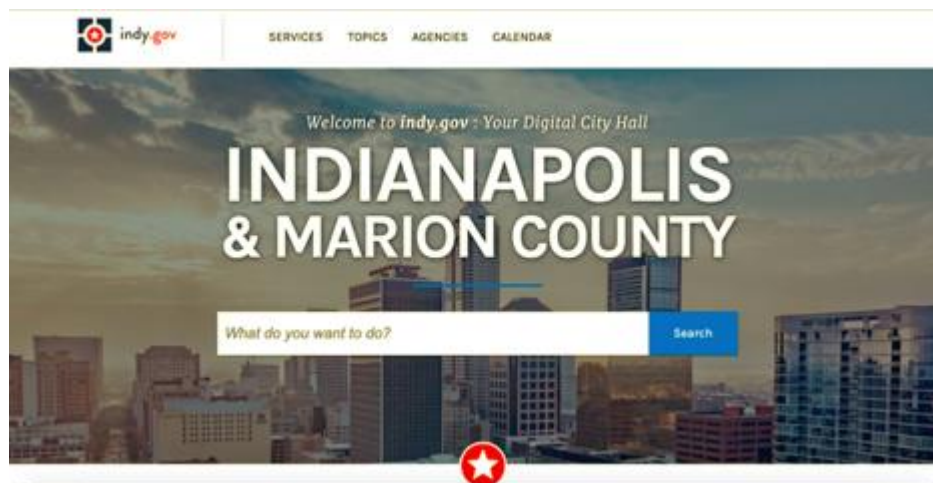 indy.gov
SERVICES TOPICS AGENCIES CALENDAR
Welcome to indy.gov : Your Digital City Hall
INDIANAPOLIS
& MARION COUNTY
What do you want to do?
Search